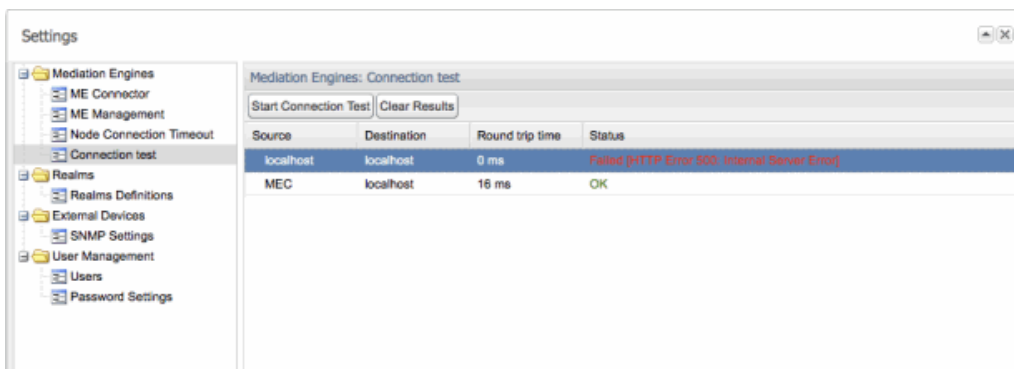 Settings
Mediation Engines
ME Connector
ME Management
Node Connection Timeout
Connection test
Realms
Realms Definitions
External Devices
SNMP Settings
User Management
Users
Password Settings
Mediation Engines: Connection test
Start Connection Test Clear Results
Source Destination Round trip time Status
localhost localhost 0 ms Failed [HTTP Error 500: Internal Server Error]
MEC localhost 16 ms OK